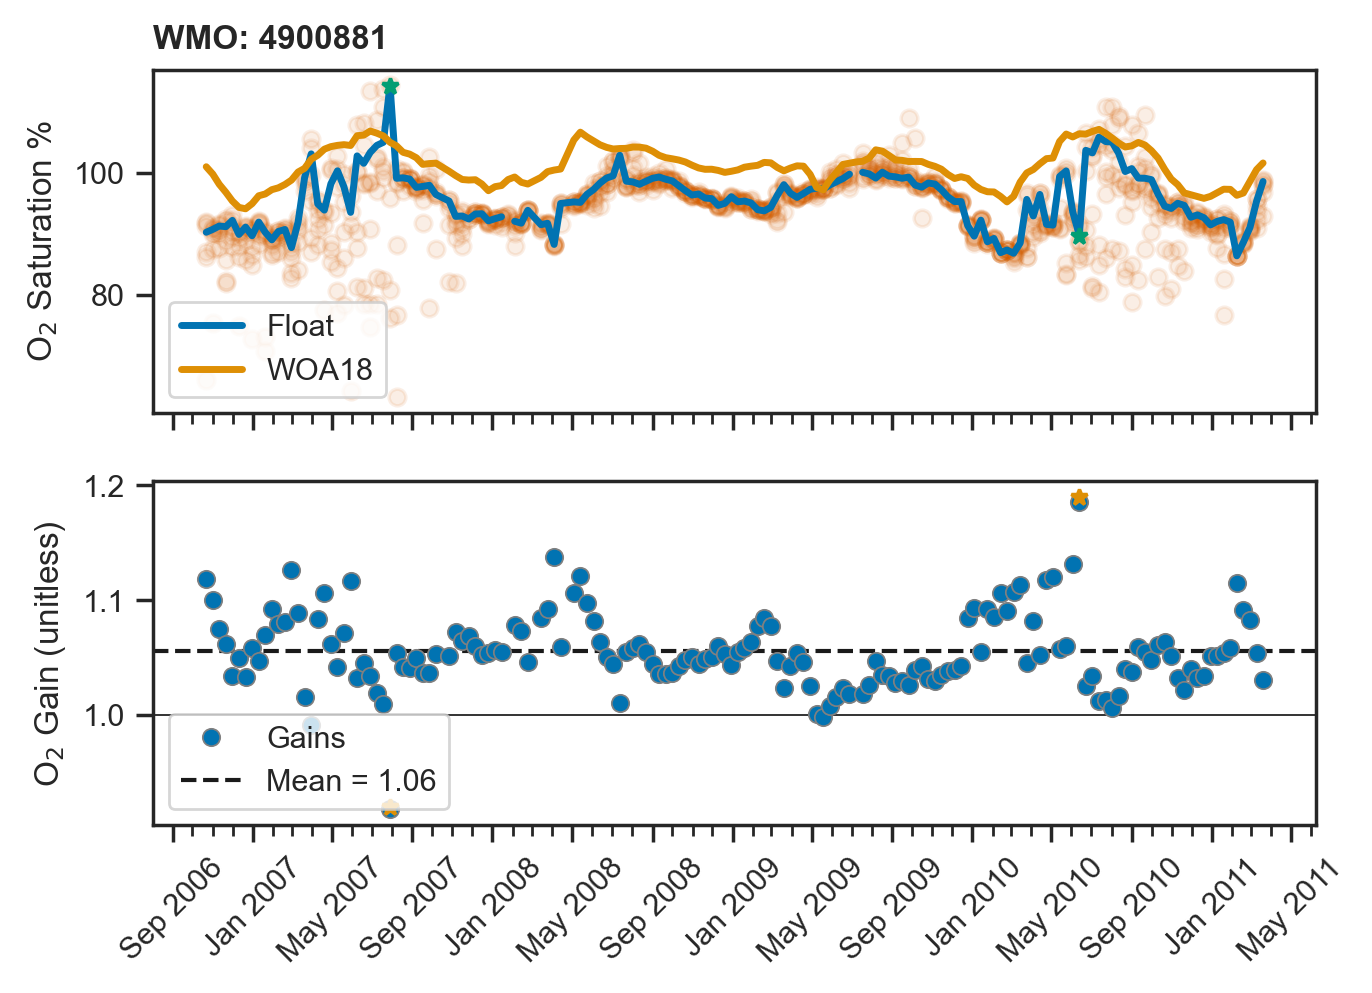 WMO: 4900881
O₂ Saturation %
100
80
Float
WOA18
O₂ Gain (unitless)
1.2
1.1
1.0
Gains
Mean = 1.06
Sep 2006
Jan 2007
May 2007
Sep 2007
Jan 2008
May 2008
Sep 2008
Jan 2009
May 2009
Sep 2009
Jan 2010
May 2010
Sep 2010
Jan 2011
May 2011